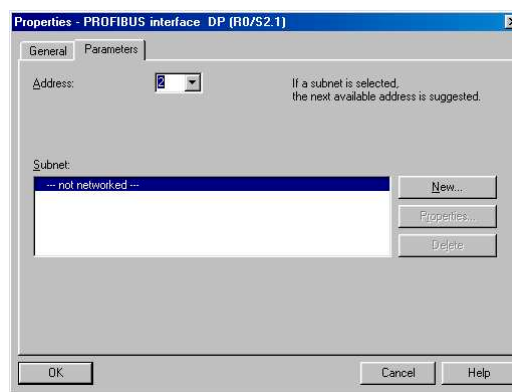 Properties - PROFIBUS interface DP (R0/S2.1)
General
Parameters
Address:
2
If a subnet is selected,
the next available address is suggested.
Subnet:
--- not networked ---
New...
Properties...
Delete
OK
Cancel
Help